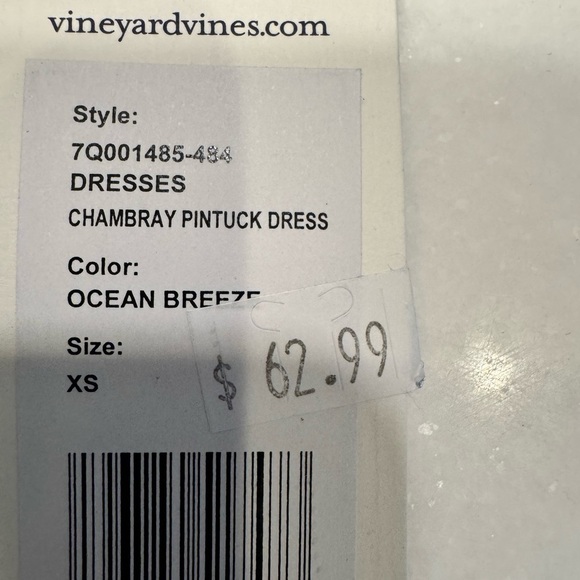 vineyardvines.com
Style:
7Q001485-484
DRESSES
CHAMBRAY PINTUCK DRESS
Color:
OCEAN BREEZE
Size:
XS
$ 62.99